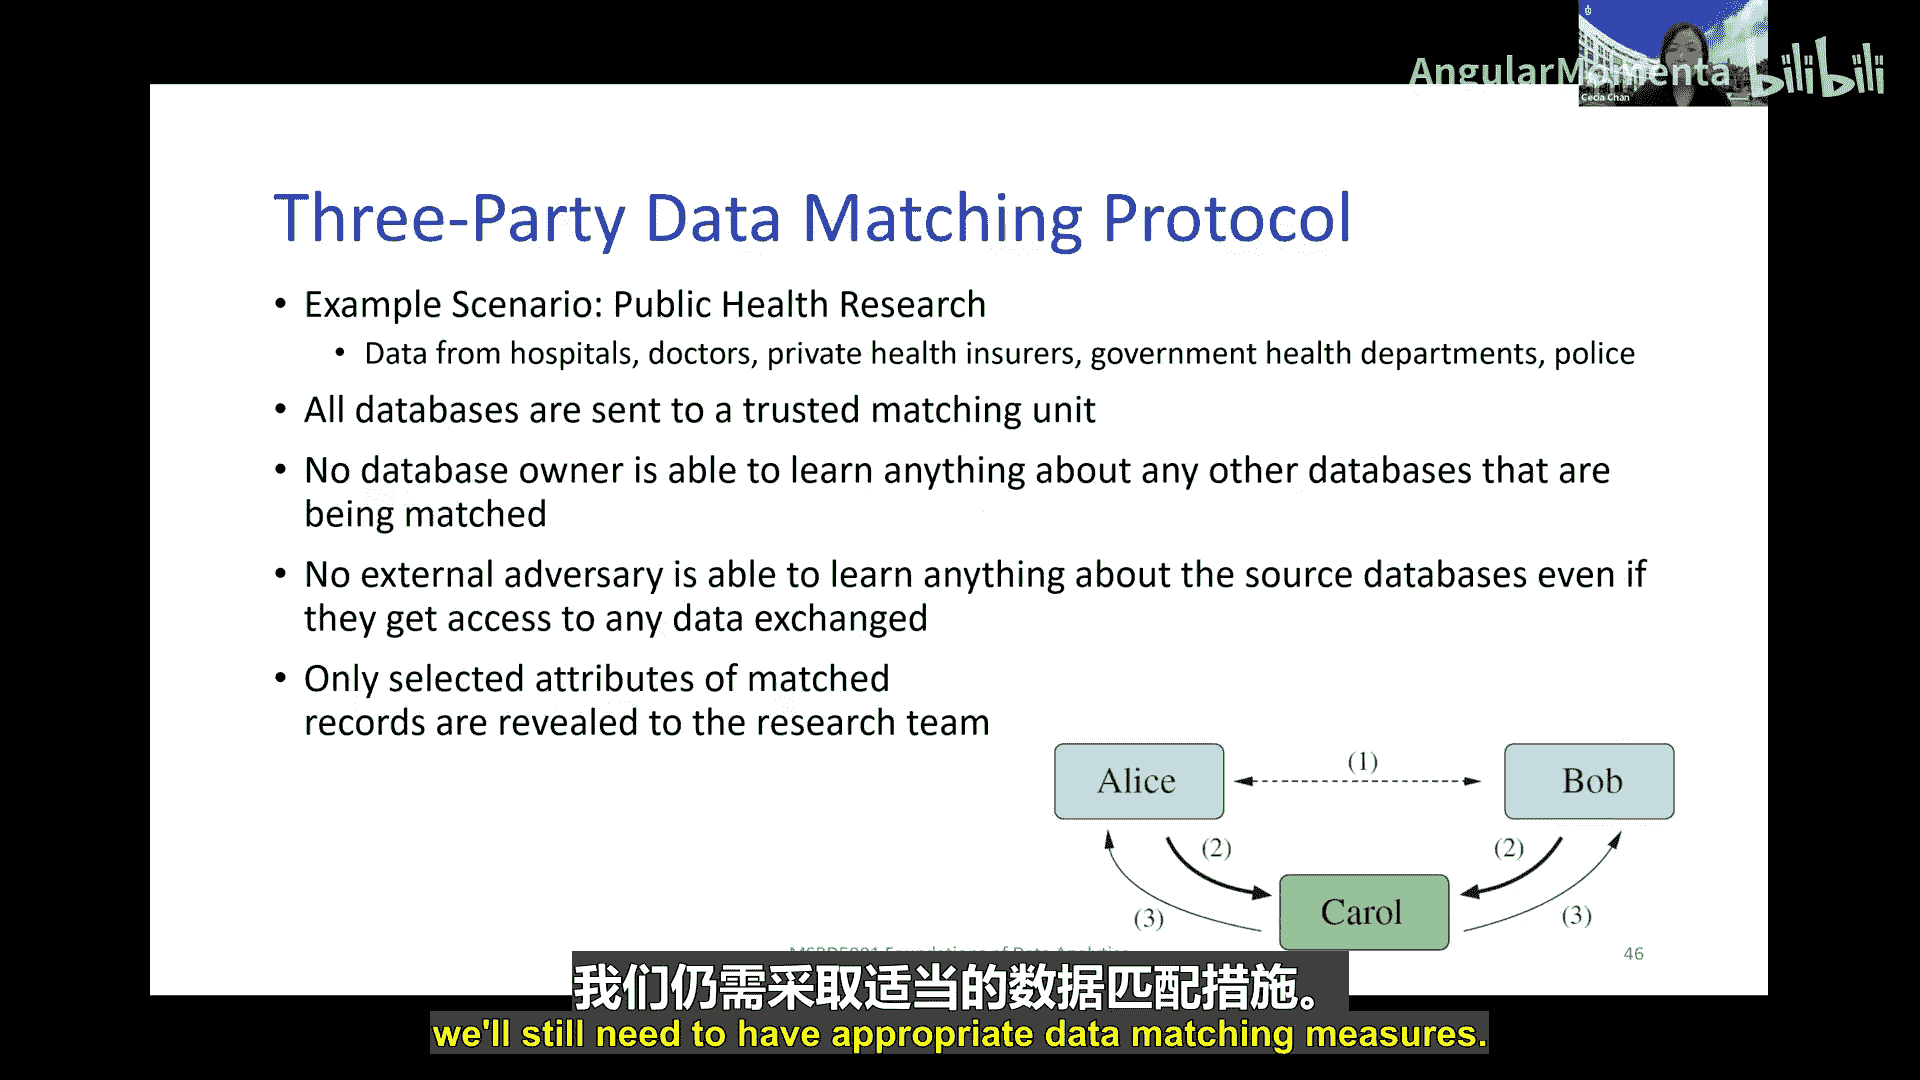 AngularMomenta
bilibili
Cecia Chan
Three-Party Data Matching Protocol
• Example Scenario: Public Health Research
• Data from hospitals, doctors, private health insurers, government health departments, police
• All databases are sent to a trusted matching unit
• No database owner is able to learn anything about any other databases that are
being matched
• No external adversary is able to learn anything about the source databases even if
they get access to any data exchanged
• Only selected attributes of matched
records are revealed to the research team
Alice
(1)
Bob
(2)
(2)
Carol
(3)
(3)
46
我们仍需采取适当的数据匹配措施。
we'll still need to have appropriate data matching measures.